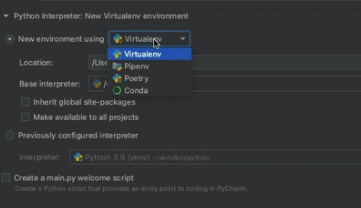 Python Interpreter: New Virtualenv environment
New environment using Virtualenv
Virtualenv
Pipenv
Poetry
Conda
Location: /Use
Base interpreter:
Inherit global site-packages
Make available to all projects
Previously configured interpreter
Interpreter: Python 3.9 (venv) ~/venv/bin/python
Create a main.py welcome script
Create a Python script that provides an entry point to coding in PyCharm.